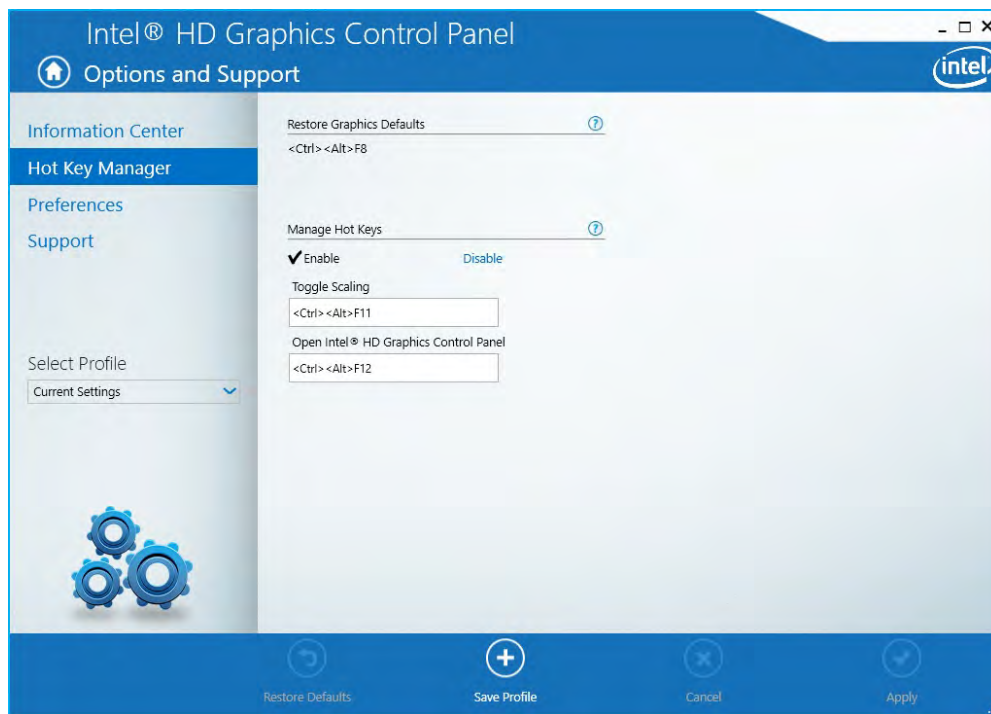 Intel® HD Graphics Control Panel
Options and Support
intel
Information Center
Hot Key Manager
Preferences
Support
Select Profile
Current Settings
Restore Graphics Defaults
<Ctrl><Alt>F8
Manage Hot Keys
Enable Disable
Toggle Scaling
<Ctrl><Alt>F11
Open Intel® HD Graphics Control Panel
<Ctrl><Alt>F12
Restore Defaults Save Profile Cancel Apply